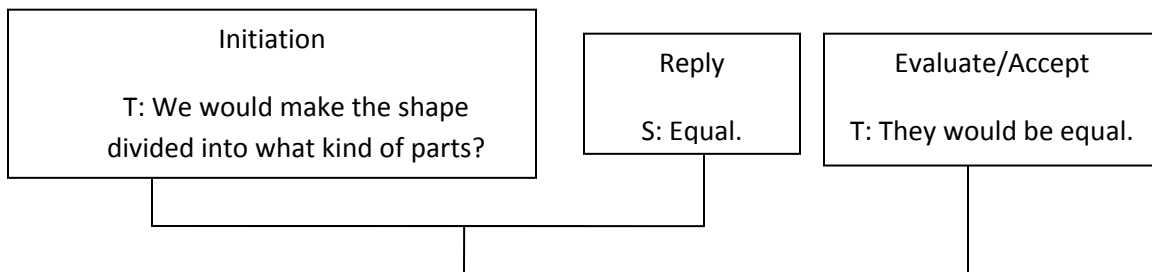 Initiation
T: We would make the shape
divided into what kind of parts?
Reply
S: Equal.
Evaluate/Accept
T: They would be equal.